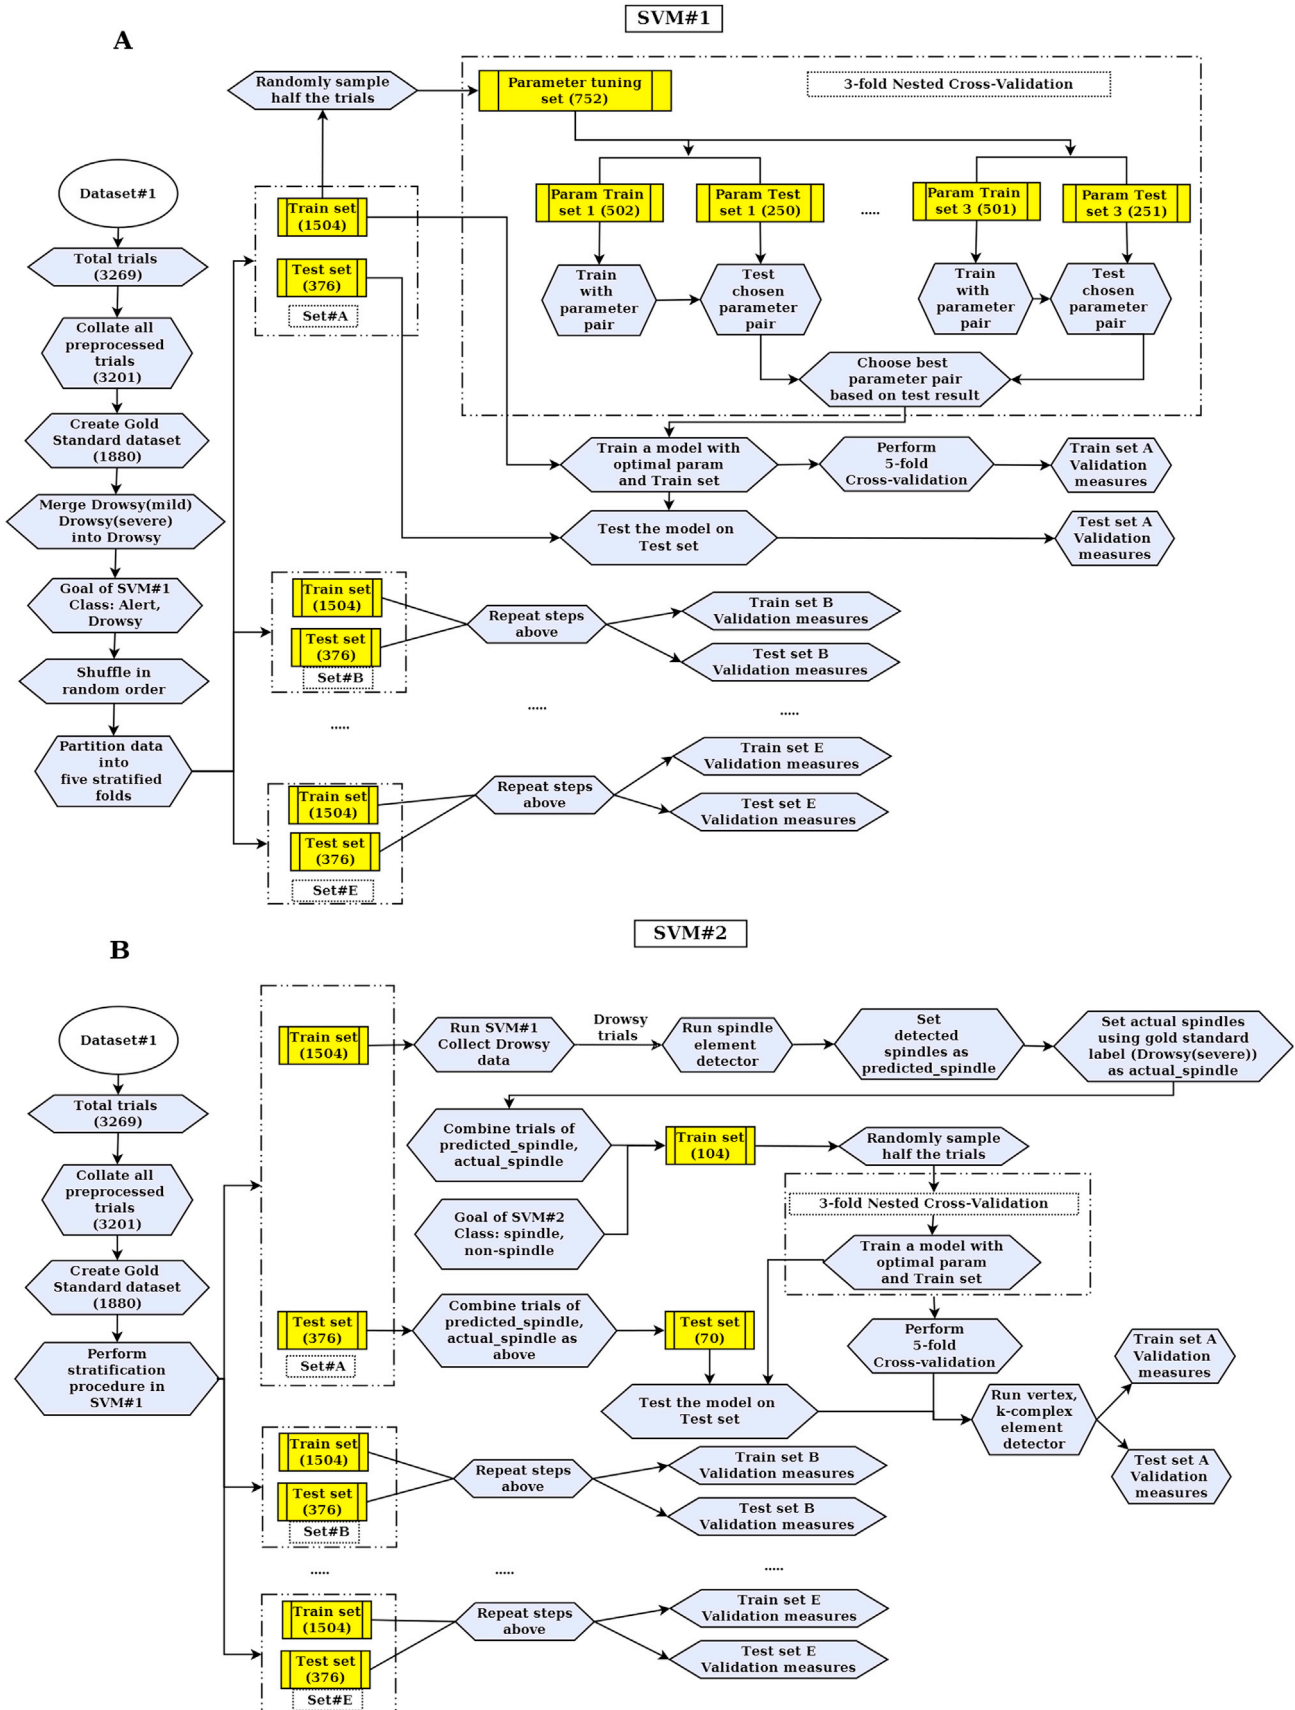 SVM#1
A
Randomly sample
half the trials
Parameter tuning
set (752)
3-fold Nested Cross-Validation
Dataset#1
Total trials
(3269)
Collate all
preprocessed
trials
(3201)
Create Gold
Standard dataset
(1880)
Merge Drowsy(mild)
Drowsy(severe)
into Drowsy
Goal of SVM#1
Class: Alert,
Drowsy
Shuffle in
random order
Partition data
into
five stratified
folds
Train set
(1504)
Test set
(376)
Set#A
Param Train
set 1 (502)
Param Test
set 1 (250)
.....
Param Train
set 3 (501)
Param Test
set 3 (251)
Train
with
parameter
pair
Test
chosen
parameter
pair
Train
with
parameter
pair
Test
chosen
parameter
pair
Choose best
parameter pair
based on test result
Train a model with
optimal param
and Train set
Perform
5-fold
Cross-validation
Train set A
Validation
measures
Test the model on
Test set
Test set A
Validation
measures
Train set
(1504)
Test set
(376)
Set#B
Repeat steps
above
Train set B
Validation measures
Test set B
Validation measures
.....
.....
.....
Train set
(1504)
Test set
(376)
Set#E
Repeat steps
above
Train set E
Validation measures
Test set E
Validation measures
SVM#2
B
Dataset#1
Total trials
(3269)
Collate all
preprocessed
trials
(3201)
Create Gold
Standard dataset
(1880)
Perform
stratification
procedure in
SVM#1
Train set
(1504)
Run SVM#1
Collect Drowsy
data
Drowsy
trials
Run spindle
element
detector
Set
detected
spindles as
predicted_spindle
Set actual spindles
using gold standard
label (Drowsy(severe))
as actual_spindle
Combine trials of
predicted_spindle,
actual_spindle
Train set
(104)
Randomly sample
half the trials
Goal of SVM#2
Class: spindle,
non-spindle
3-fold Nested Cross-Validation
Train a model with
optimal param
and Train set
Test set
(376)
Set#A
Combine trials of
predicted_spindle,
actual_spindle as
above
Test set
(70)
Perform
5-fold
Cross-validation
Test the model on
Test set
Run vertex,
k-complex
element
detector
Train set A
Validation
measures
Test set A
Validation
measures
Train set
(1504)
Test set
(376)
Set#B
Repeat steps
above
Train set B
Validation measures
Test set B
Validation measures
.....
.....
.....
Train set
(1504)
Test set
(376)
Set#E
Repeat steps
above
Train set E
Validation measures
Test set E
Validation measures